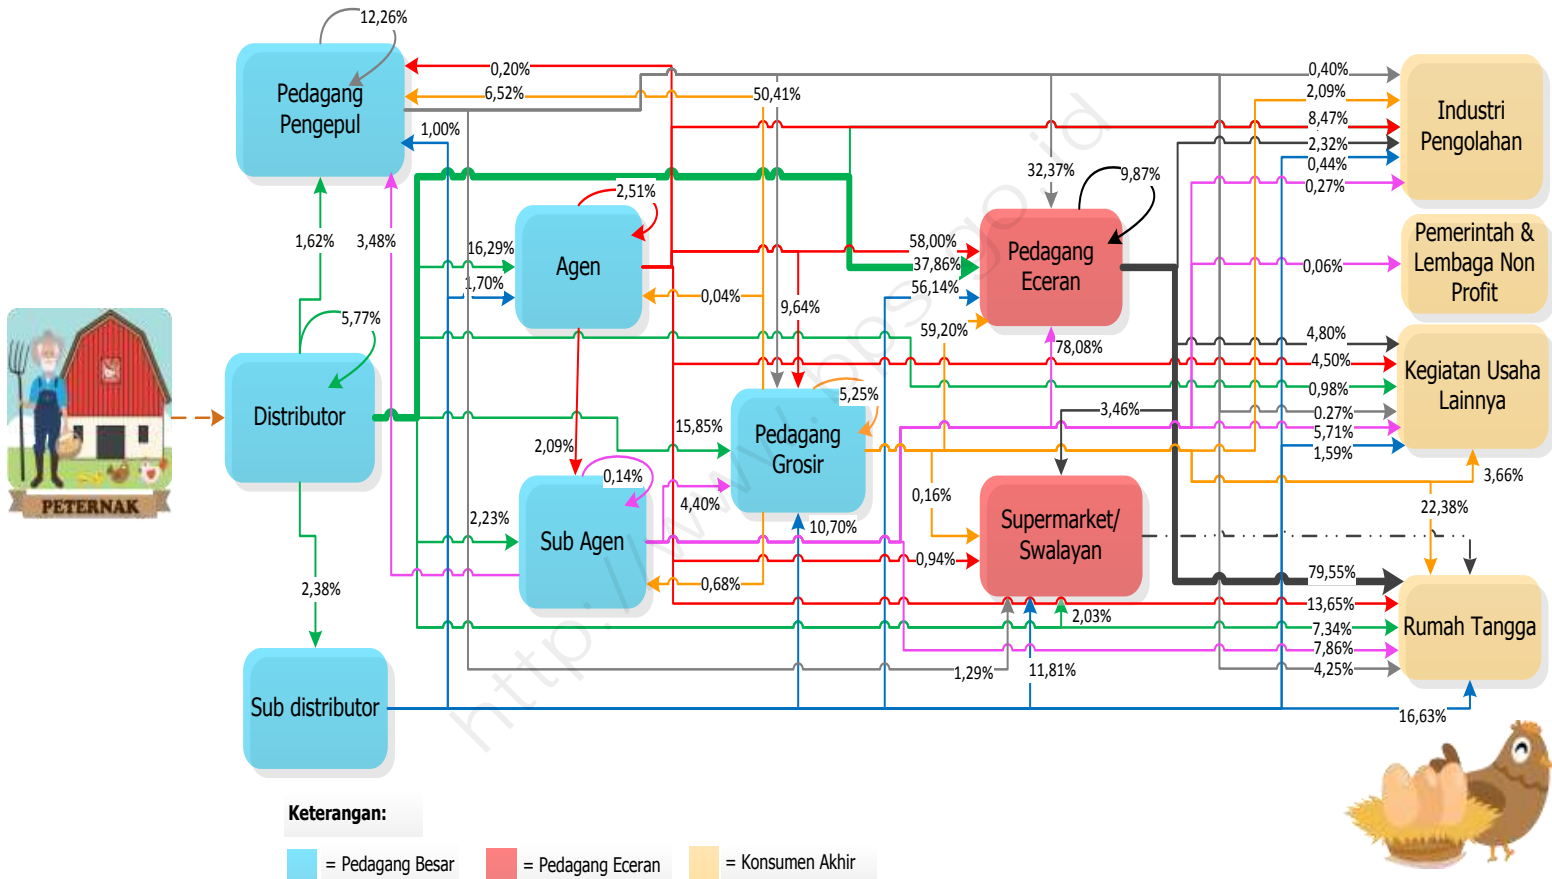 12,26%
Pedagang
Pengepul
0,20%
6,52%
50,41%
1,00%
0,40%
2,09%
8,47%
2,32%
0,44%
0,27%
Industri
Pengolahan
32,37%
9,87%
2,51%
1,62%
3,48%
16,29%
1,70%
Agen
0,04%
9,64%
58,00%
37,86%
56,14%
59,20%
Pedagang
Eceran
78,08%
0,06%
Pemerintah &
Lembaga Non
Profit
5,77%
Distributor
PETERNAK
15,85%
5,25%
Pedagang
Grosir
3,46%
4,80%
4,50%
0,98%
0.27%
5,71%
1,59%
Kegiatan Usaha
Lainnya
3,66%
2,09%
0,14%
4,40%
2,23%
Sub Agen
0,68%
10,70%
0,16%
0,94%
Supermarket/
Swalayan
22,38%
2,38%
2,03%
79,55%
13,65%
7,34%
7,86%
4,25%
Rumah Tangga
1,29%
11,81%
Sub distributor
16,63%
http://www.bps.go.id
Keterangan:
= Pedagang Besar
= Pedagang Eceran
= Konsumen Akhir